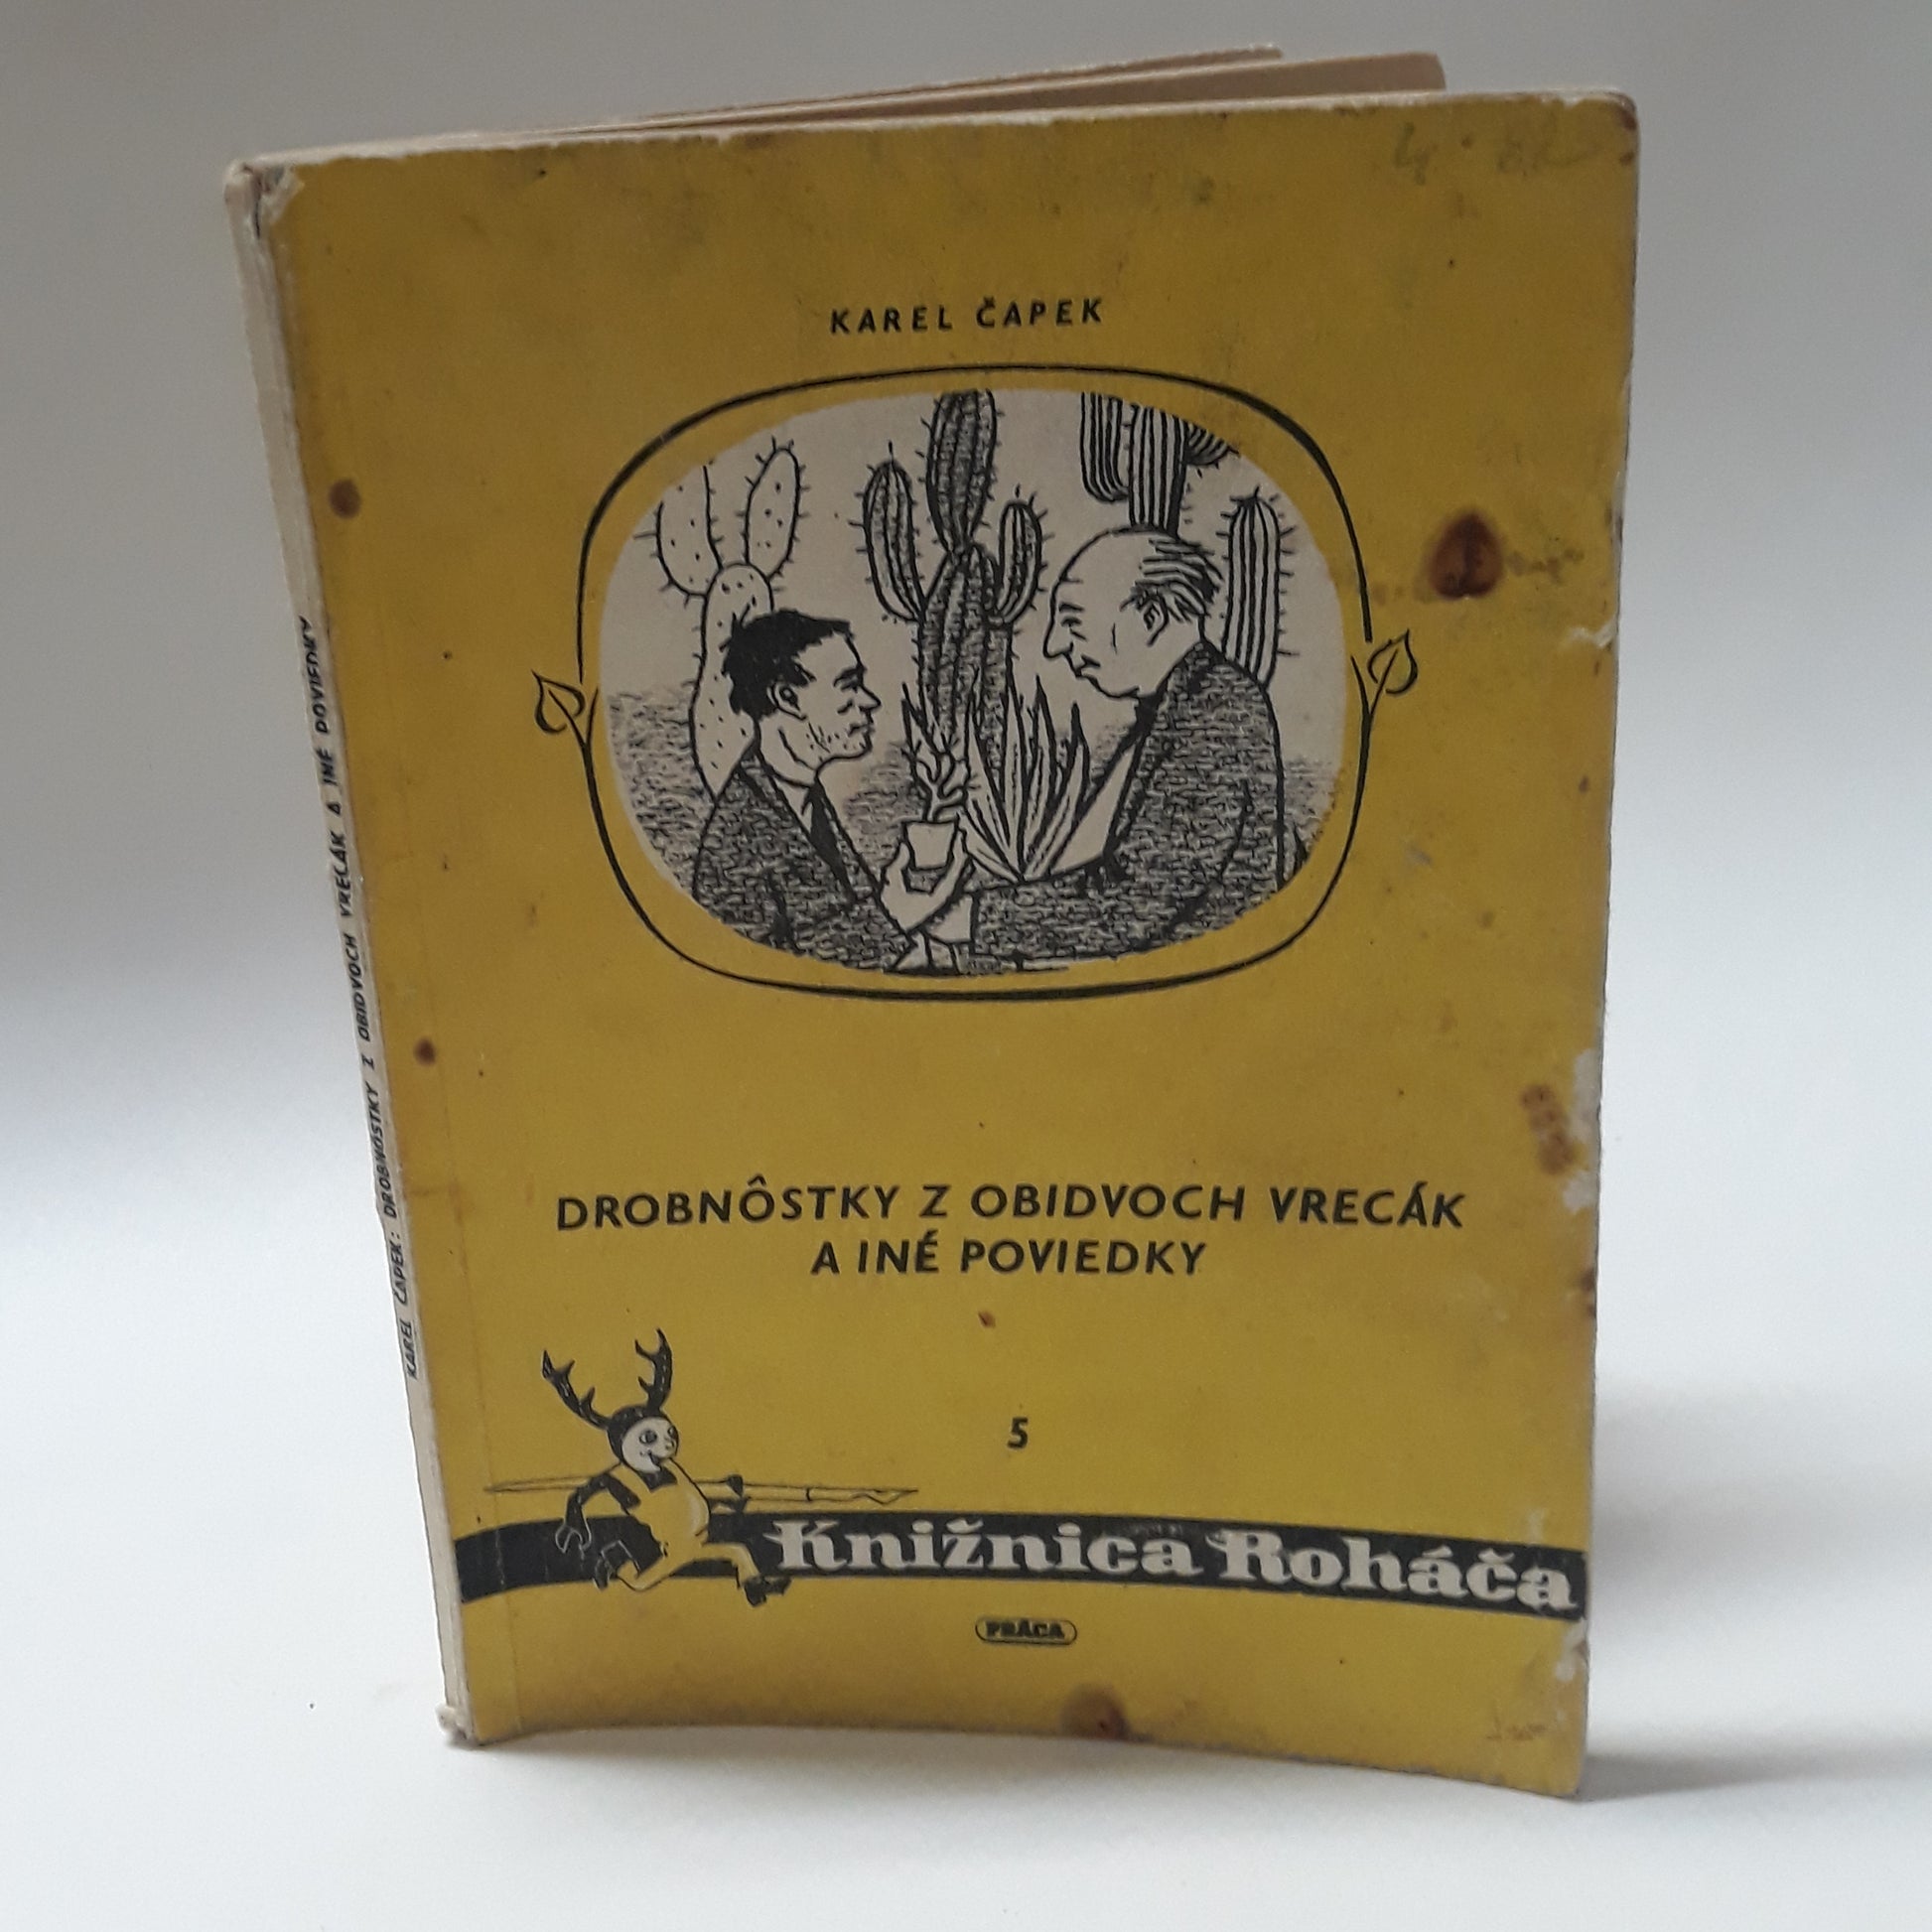 KAREL ČAPEK
DROBNÔSTKY Z OBIDVOCH VRECÁK
A INÉ POVIEDKY
5
Knižnica Roháča
PRÁCA
KAREL ČAPEK: DROBNÔSTKY Z OBIDVOCH VRECÁK A INÉ POVIEDKY